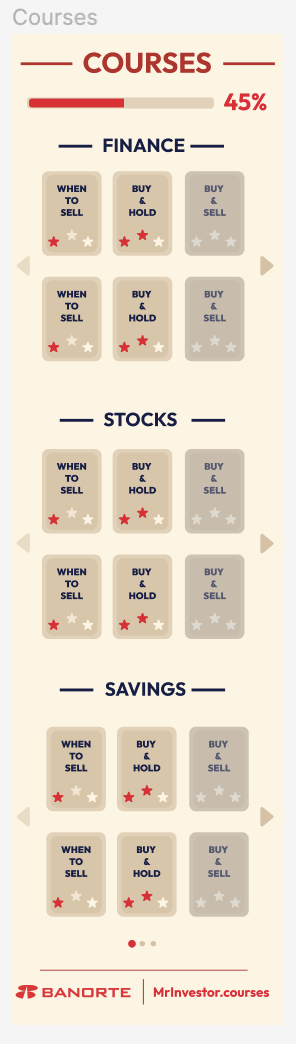 Courses
COURSES
45%
FINANCE
WHEN
TO
SELL
BUY
&
HOLD
BUY
&
SELL
WHEN
TO
SELL
BUY
&
HOLD
BUY
&
SELL
STOCKS
WHEN
TO
SELL
BUY
&
HOLD
BUY
&
SELL
WHEN
TO
SELL
BUY
&
HOLD
BUY
&
SELL
SAVINGS
WHEN
TO
SELL
BUY
&
HOLD
BUY
&
SELL
WHEN
TO
SELL
BUY
&
HOLD
BUY
&
SELL
BANORTE
MrInvestor.courses